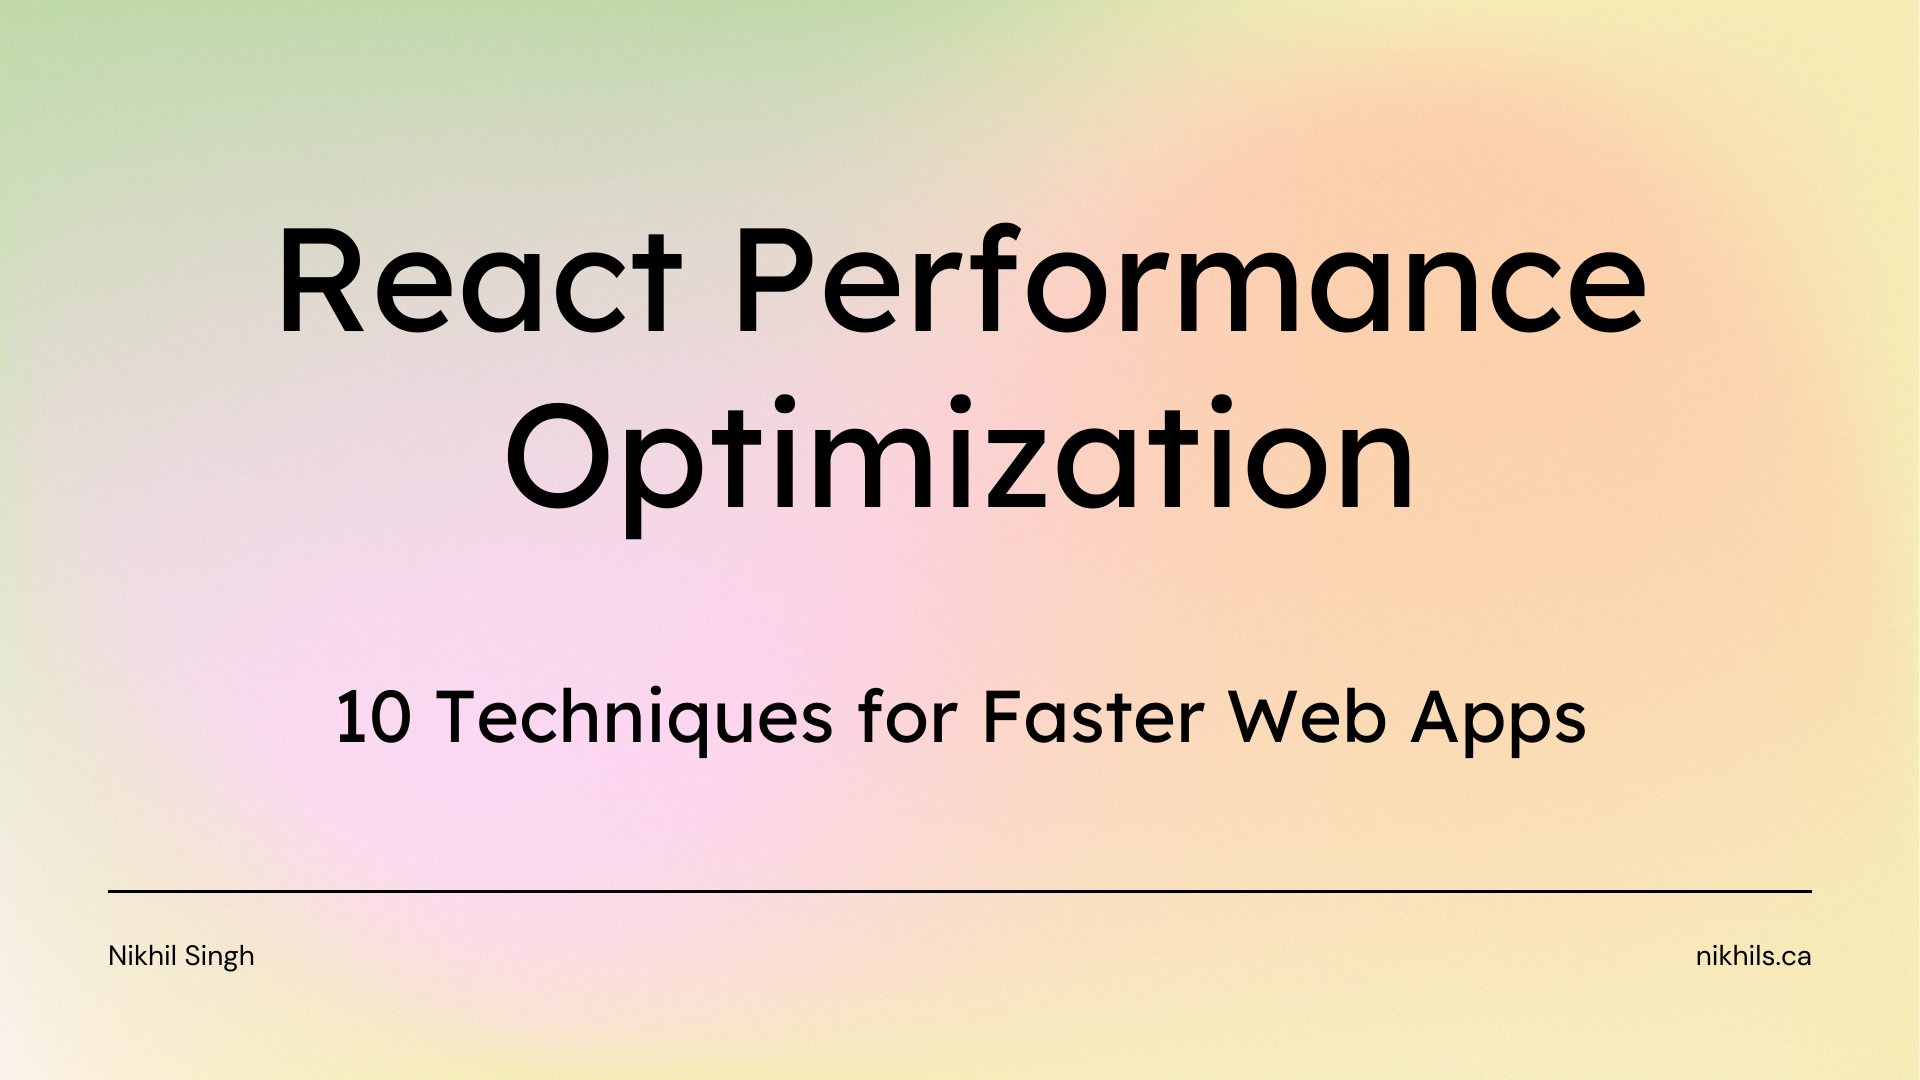 React Performance
Optimization
10 Techniques for Faster Web Apps
Nikhil Singh
nikhils.ca